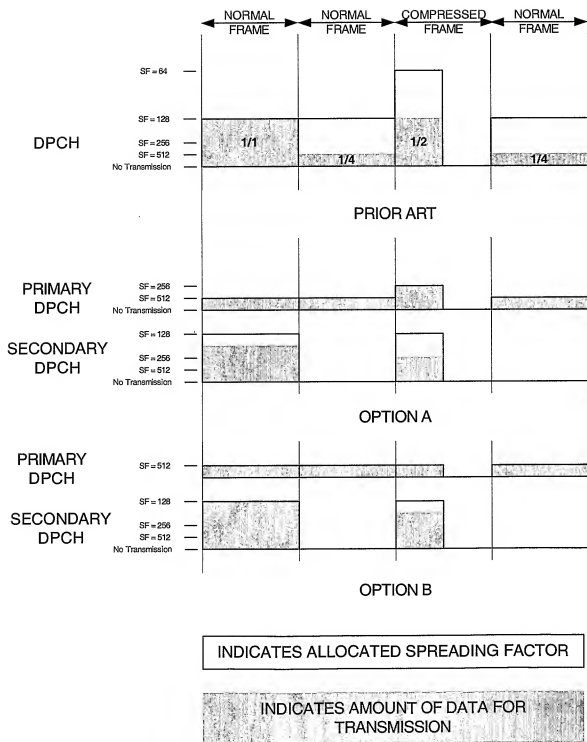 NORMAL FRAME NORMAL FRAME COMPRESSED FRAME NORMAL FRAME
SF=64
SF=128
DPCH
SF=256
SF=512
No Transmission
1/1
1/4
1/2
1/4
PRIOR ART
PRIMARY DPCH
SF=256
SF=512
No Transmission
SECONDARY DPCH
SF=128
SF=256
SF=512
No Transmission
OPTION A
PRIMARY DPCH
SF=512
SECONDARY DPCH
SF=128
SF=256
SF=512
No Transmission
OPTION B
INDICATES ALLOCATED SPREADING FACTOR
INDICATES AMOUNT OF DATA FOR
TRANSMISSION